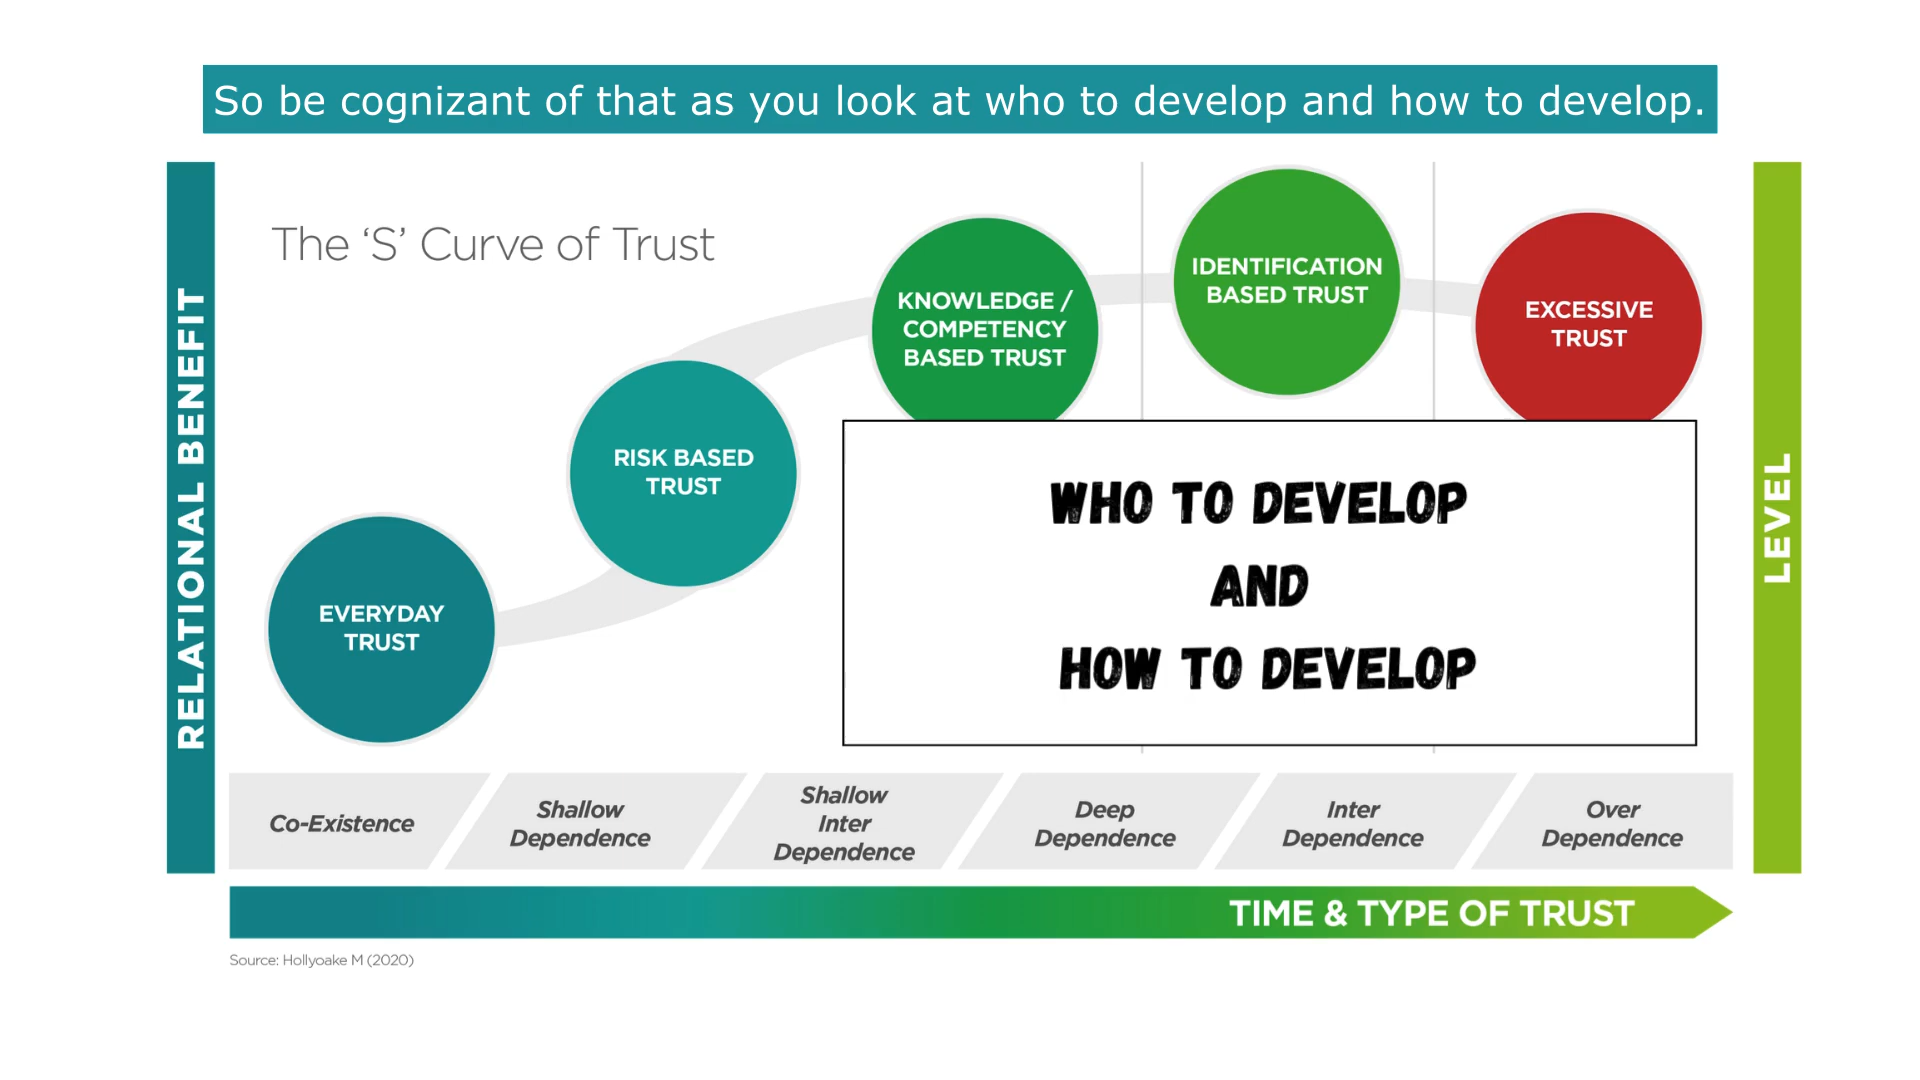 So be cognizant of that as you look at who to develop and how to develop.
The ‘S’ Curve of Trust
RELATIONAL BENEFIT
LEVEL
EVERYDAY
TRUST
RISK BASED
TRUST
KNOWLEDGE /
COMPETENCY
BASED TRUST
IDENTIFICATION
BASED TRUST
EXCESSIVE
TRUST
WHO TO DEVELOP
AND
HOW TO DEVELOP
Co-Existence
Shallow
Dependence
Shallow
Inter
Dependence
Deep
Dependence
Inter
Dependence
Over
Dependence
TIME & TYPE OF TRUST
Source: Hollyoake M (2020)